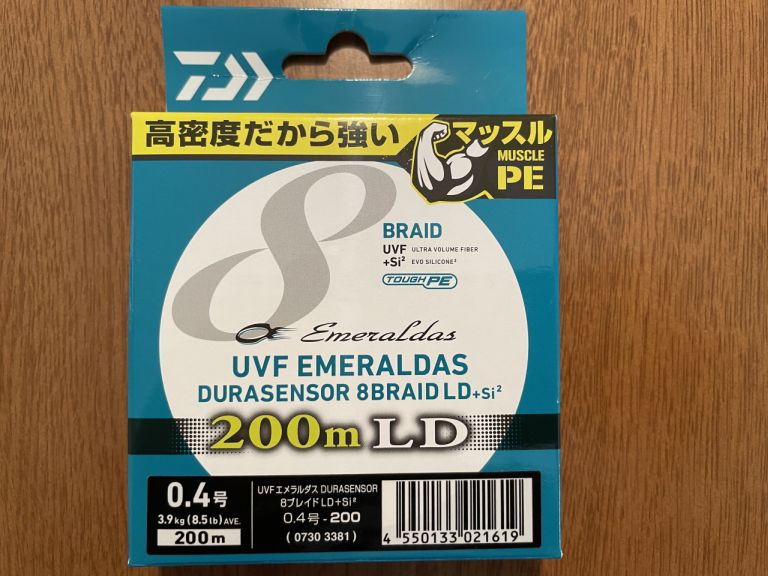 高密度だから強い
マッスル
MUSCLE
PE
8
BRAID
UVF ULTRA VOLUME FIBER
+Si² EVO SILICONE²
TOUGH PE
Emeraldas
UVF EMERALDAS
DURASENSOR 8BRAID LD+Si²
200m LD
0.4号
3.9kg (8.5lb) AVE.
200m
UVFエメラルダス DURASENSOR
8ブレイドLD+Si²
0.4号-200
(0730 3381)
4 550133 021619